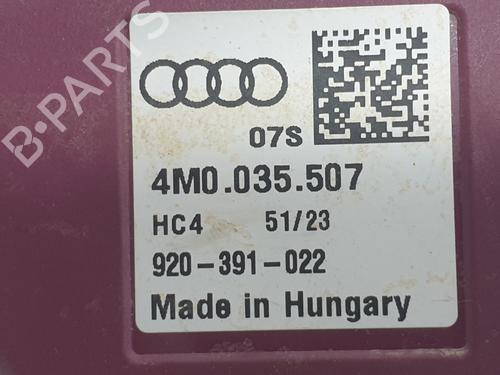 B-PARTS
07S
4M0.035.507
HC4 51/23
920-391-022
Made in Hungary